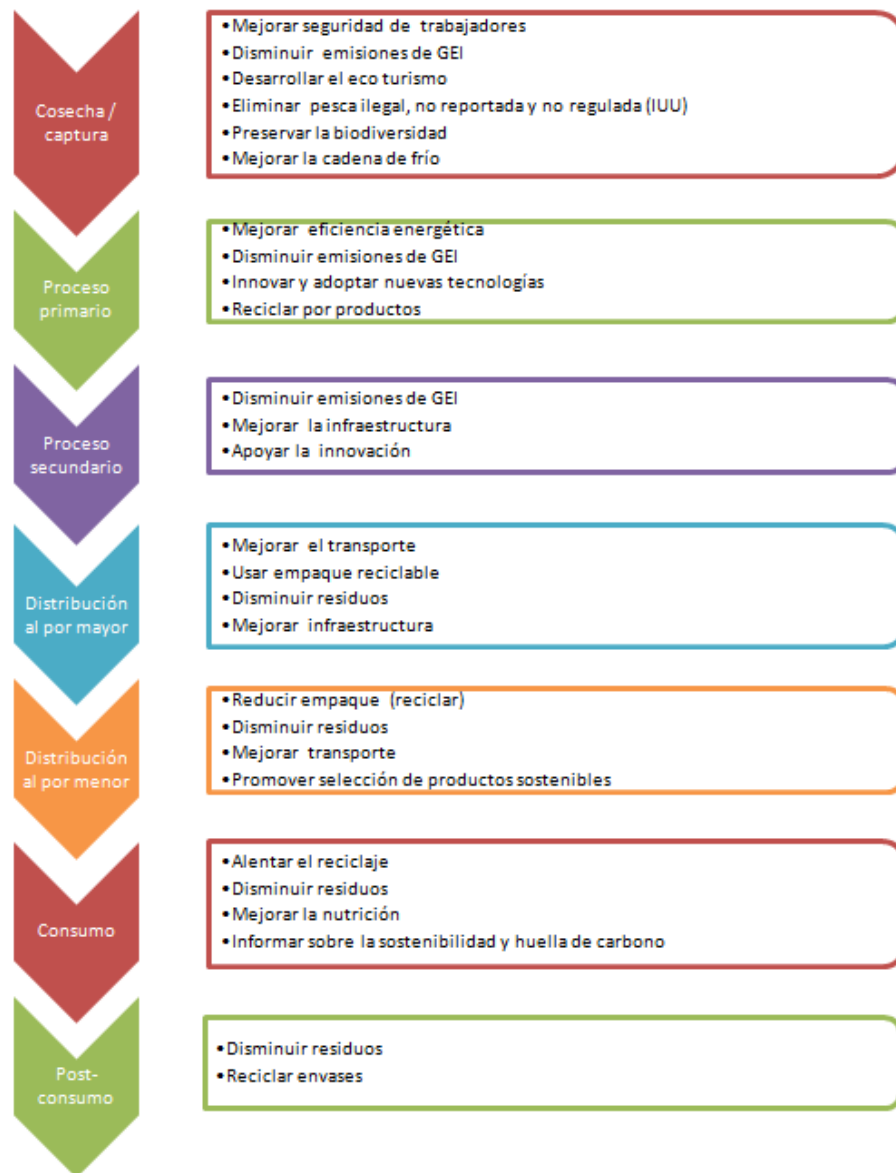 Cosecha /
captura
•Mejorar seguridad de trabajadores
•Disminuir emisiones de GEI
•Desarrollar el eco turismo
•Eliminar pesca ilegal, no reportada y no regulada (IUU)
•Preservar la biodiversidad
•Mejorar la cadena de frío
Proceso
primario
•Mejorar eficiencia energética
•Disminuir emisiones de GEI
•Innovar y adoptar nuevas tecnologías
•Reciclar por productos
Proceso
secundario
•Disminuir emisiones de GEI
•Mejorar la infraestructura
•Apoyar la innovación
Distribución
al por mayor
•Mejorar el transporte
•Usar empaque reciclable
•Disminuir residuos
•Mejorar infraestructura
Distribución
al por menor
•Reducir empaque (reciclar)
•Disminuir residuos
•Mejorar transporte
•Promover selección de productos sostenibles
Consumo
•Alentar el reciclaje
•Disminuir residuos
•Mejorar la nutrición
•Informar sobre la sostenibilidad y huella de carbono
Post-
consumo
•Disminuir residuos
•Reciclar envases